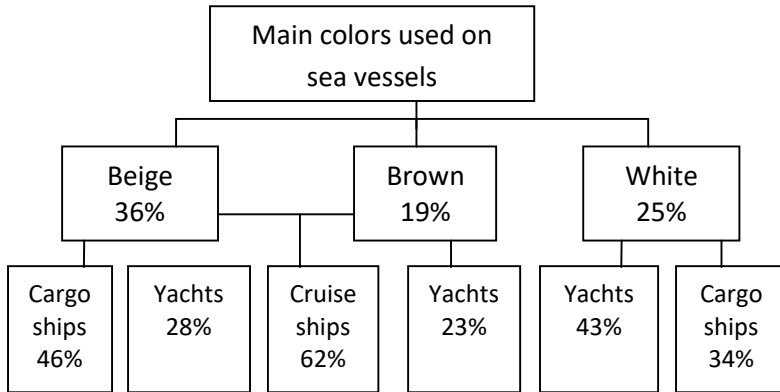 Main colors used on
sea vessels
Beige
36%
Brown
19%
White
25%
Cargo
ships
46%
Yachts
28%
Cruise
ships
62%
Yachts
23%
Yachts
43%
Cargo
ships
34%